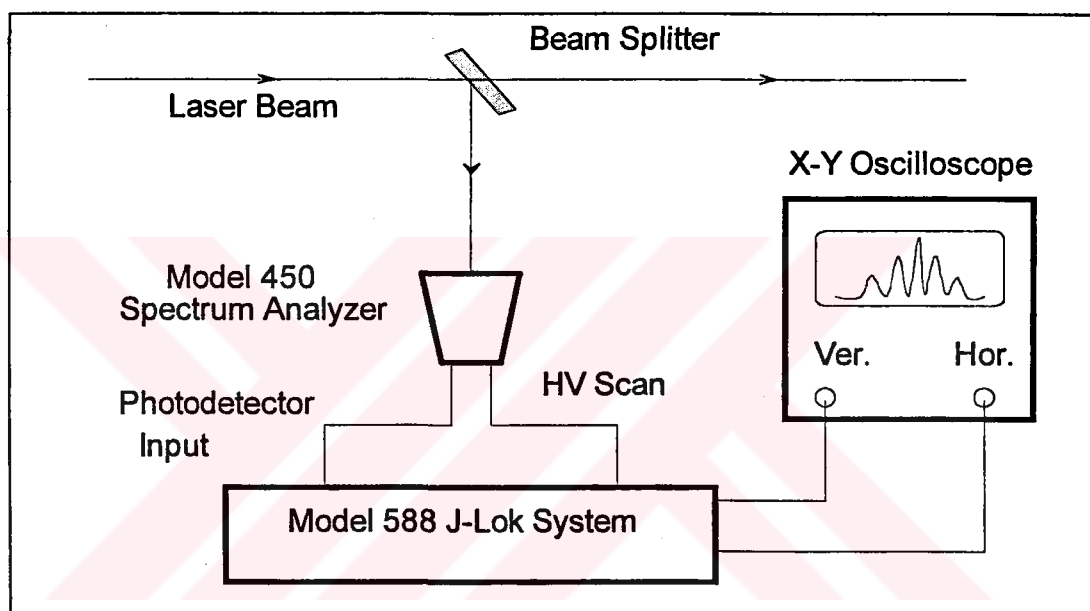 Beam Splitter
Laser Beam
X-Y Oscilloscope
Model 450
Spectrum Analyzer
Ver.
Hor.
HV Scan
Photodetector
Input
Model 588 J-Lok System